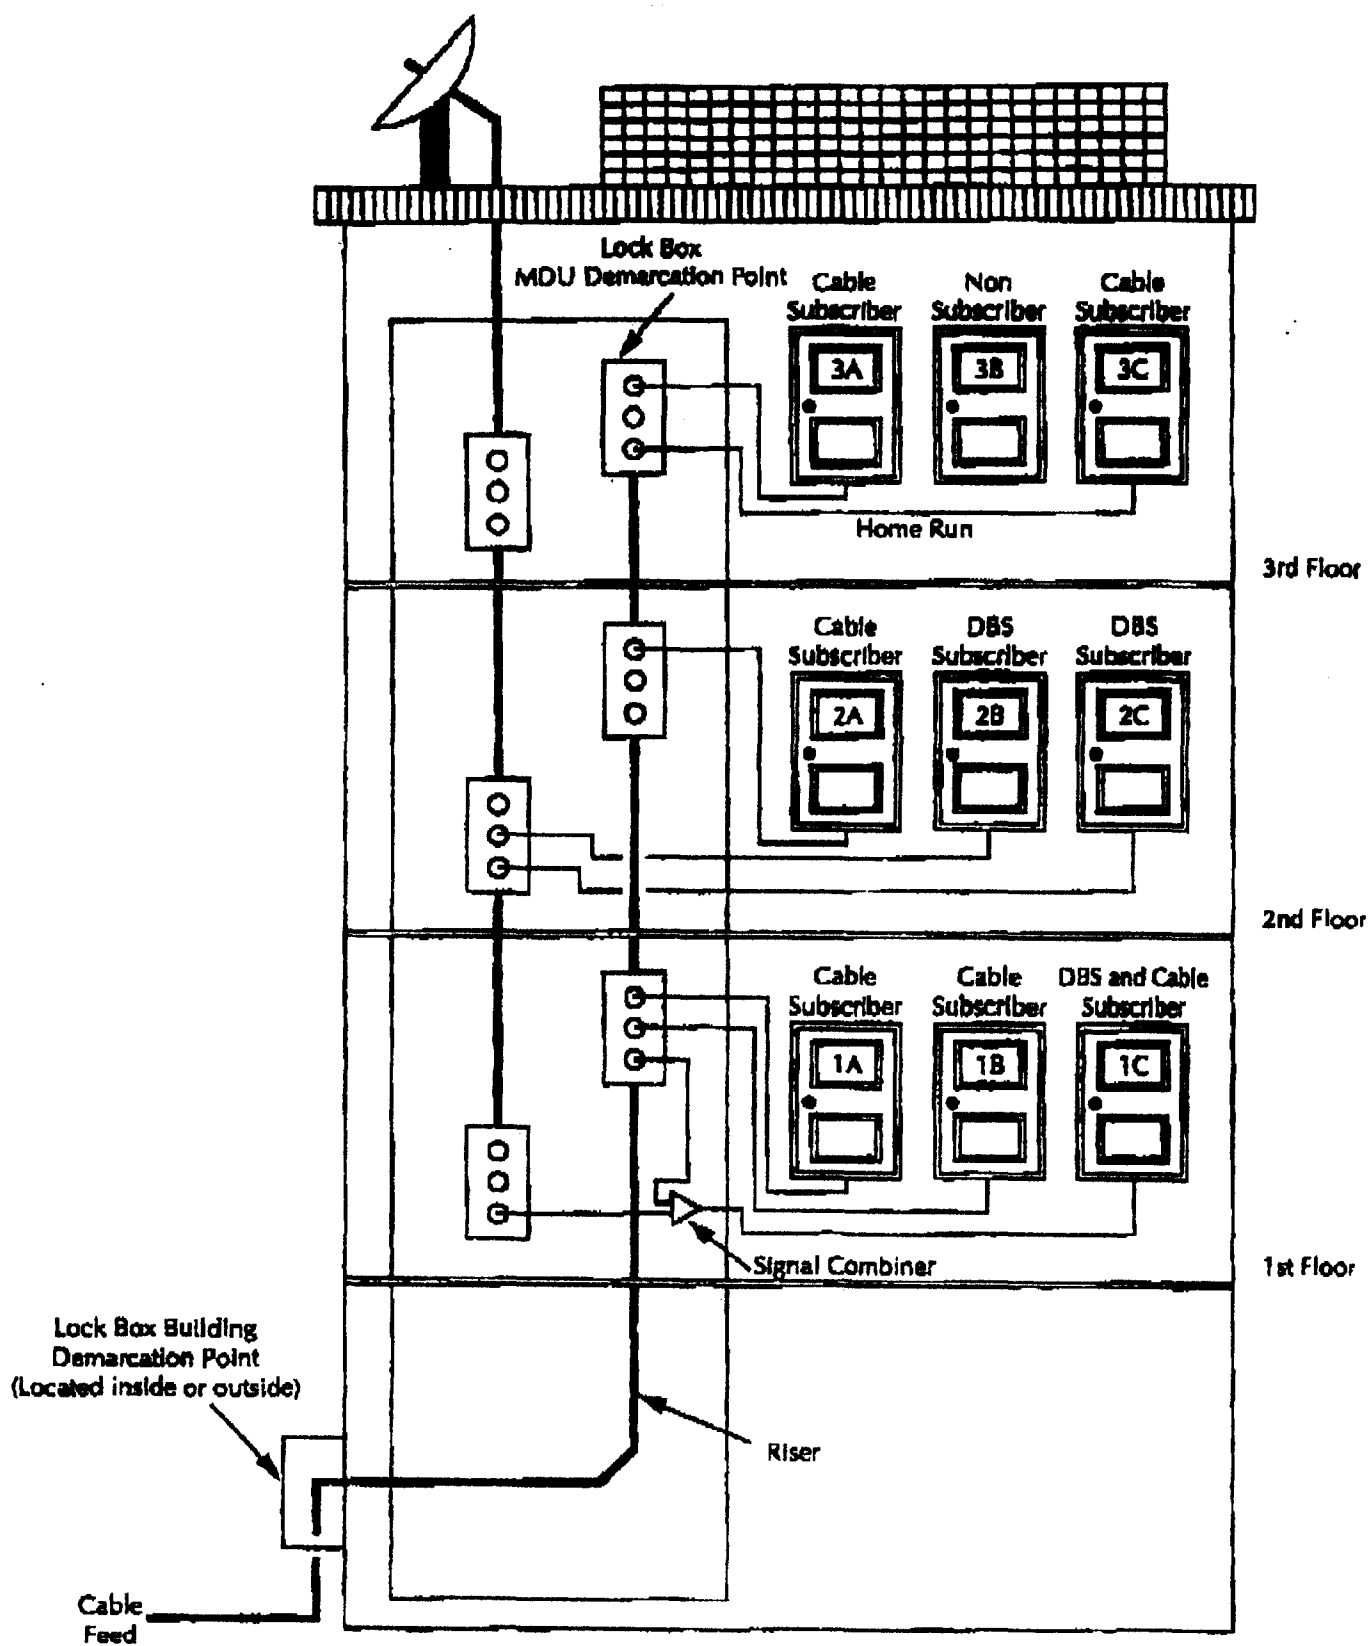 Lock Box
MDU Demarcation Point
Cable
Subscriber
Non
Subscriber
Cable
Subscriber
3A
3B
3C
Home Run
3rd Floor
Cable
Subscriber
DBS
Subscriber
DBS
Subscriber
2A
2B
2C
2nd Floor
Cable
Subscriber
Cable
Subscriber
DBS and Cable
Subscriber
1A
1B
1C
Signal Combiner
1st Floor
Lock Box Building
Demarcation Point
(Located inside or outside)
Riser
Cable
Feed